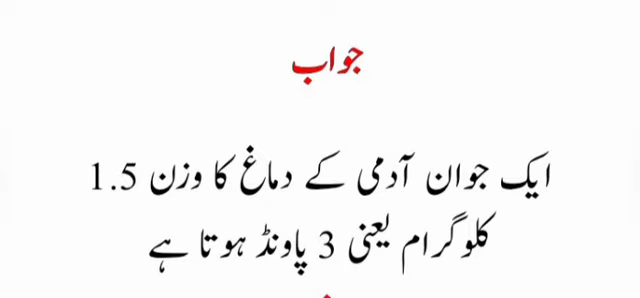 جواب
ایک جوان آدمی کے دماغ کا وزن 1.5
کلوگرام یعنی 3 پاونڈ ہوتا ہے